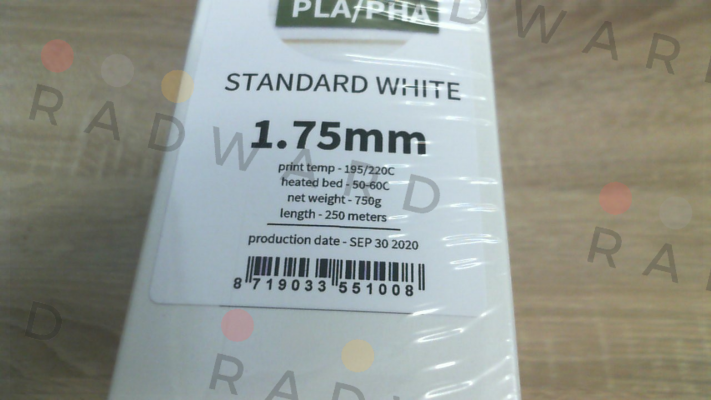 PLA/PHA
STANDARD WHITE
1.75mm
print temp - 195/220C
heated bed - 50-60C
net weight - 750g
length - 250 meters
production date - SEP 30 2020
8 719033 551008
RADWARD
RADWARD
RA
D
RADWARD